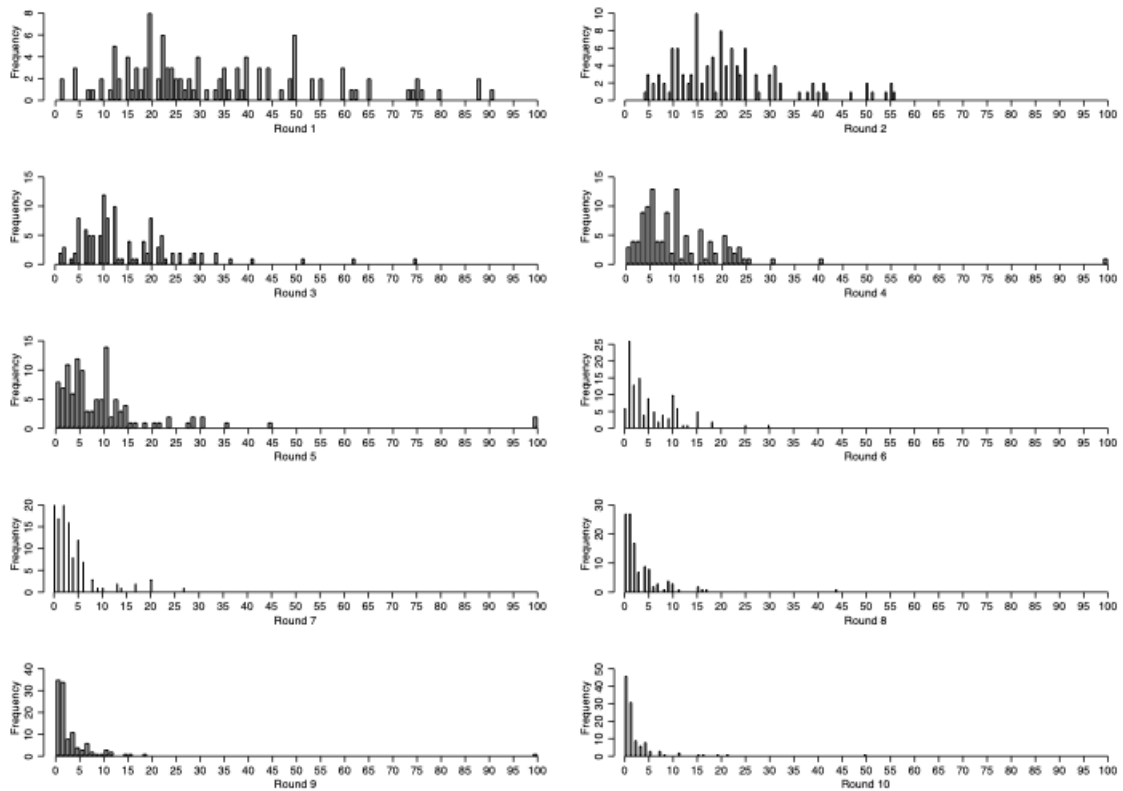 Frequency
0 2 4 6 8
0 5 10 15 20 25 30 35 40 45 50 55 60 65 70 75 80 85 90 95 100
Round 1
Frequency
0 2 4 6 8 10
0 5 10 15 20 25 30 35 40 45 50 55 60 65 70 75 80 85 90 95 100
Round 2
Frequency
0 5 10 15
0 5 10 15 20 25 30 35 40 45 50 55 60 65 70 75 80 85 90 95 100
Round 3
Frequency
0 5 10 15
0 5 10 15 20 25 30 35 40 45 50 55 60 65 70 75 80 85 90 95 100
Round 4
Frequency
0 5 10 15
0 5 10 15 20 25 30 35 40 45 50 55 60 65 70 75 80 85 90 95 100
Round 5
Frequency
0 5 10 15 20 25
0 5 10 15 20 25 30 35 40 45 50 55 60 65 70 75 80 85 90 95 100
Round 6
Frequency
0 5 10 15 20
0 5 10 15 20 25 30 35 40 45 50 55 60 65 70 75 80 85 90 95 100
Round 7
Frequency
0 10 20 30
0 5 10 15 20 25 30 35 40 45 50 55 60 65 70 75 80 85 90 95 100
Round 8
Frequency
0 10 20 30 40
0 5 10 15 20 25 30 35 40 45 50 55 60 65 70 75 80 85 90 95 100
Round 9
Frequency
0 10 20 30 40 50
0 5 10 15 20 25 30 35 40 45 50 55 60 65 70 75 80 85 90 95 100
Round 10